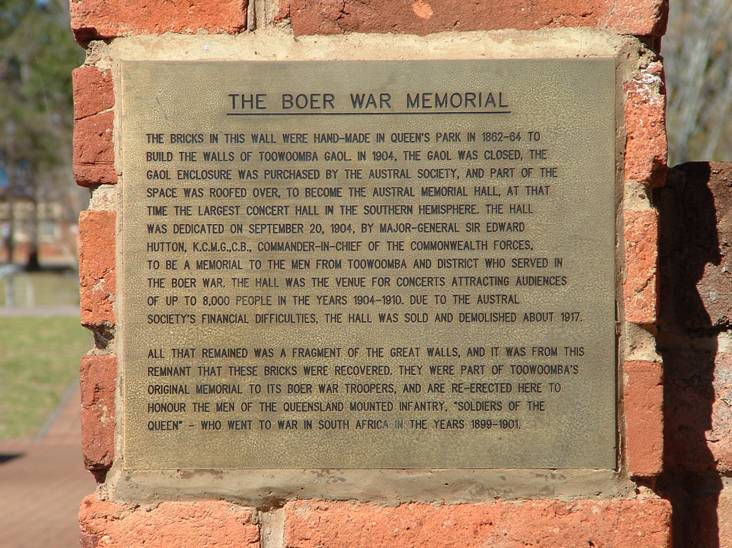 THE BOER WAR MEMORIAL
THE BRICKS IN THIS WALL WERE HAND-MADE IN QUEEN'S PARK IN 1862-64 TO
BUILD THE WALLS OF TOOWOOMBA GAOL. IN 1904, THE GAOL WAS CLOSED, THE
GAOL ENCLOSURE WAS PURCHASED BY THE AUSTRAL SOCIETY, AND PART OF THE
SPACE WAS ROOFED OVER, TO BECOME THE AUSTRAL MEMORIAL HALL, AT THAT
TIME THE LARGEST CONCERT HALL IN THE SOUTHERN HEMISPHERE. THE HALL
WAS DEDICATED ON SEPTEMBER 20, 1904, BY MAJOR-GENERAL SIR EDWARD
HUTTON, K.C.M.G.,C.B., COMMANDER-IN-CHIEF OF THE COMMONWEALTH FORCES,
TO BE A MEMORIAL TO THE MEN FROM TOOWOOMBA AND DISTRICT WHO SERVED IN
THE BOER WAR. THE HALL WAS THE VENUE FOR CONCERTS ATTRACTING AUDIENCES
OF UP TO 8,000 PEOPLE IN THE YEARS 1904-1910. DUE TO THE AUSTRAL
SOCIETY'S FINANCIAL DIFFICULTIES, THE HALL WAS SOLD AND DEMOLISHED ABOUT 1917.
ALL THAT REMAINED WAS A FRAGMENT OF THE GREAT WALLS, AND IT WAS FROM THIS
REMNANT THAT THESE BRICKS WERE RECOVERED. THEY WERE PART OF TOOWOOMBA'S
ORIGINAL MEMORIAL TO ITS BOER WAR TROOPERS, AND ARE RE-ERECTED HERE TO
HONOUR THE MEN OF THE QUEENSLAND MOUNTED INFANTRY, "SOLDIERS OF THE
QUEEN" - WHO WENT TO WAR IN SOUTH AFRICA IN THE YEARS 1899-1901.